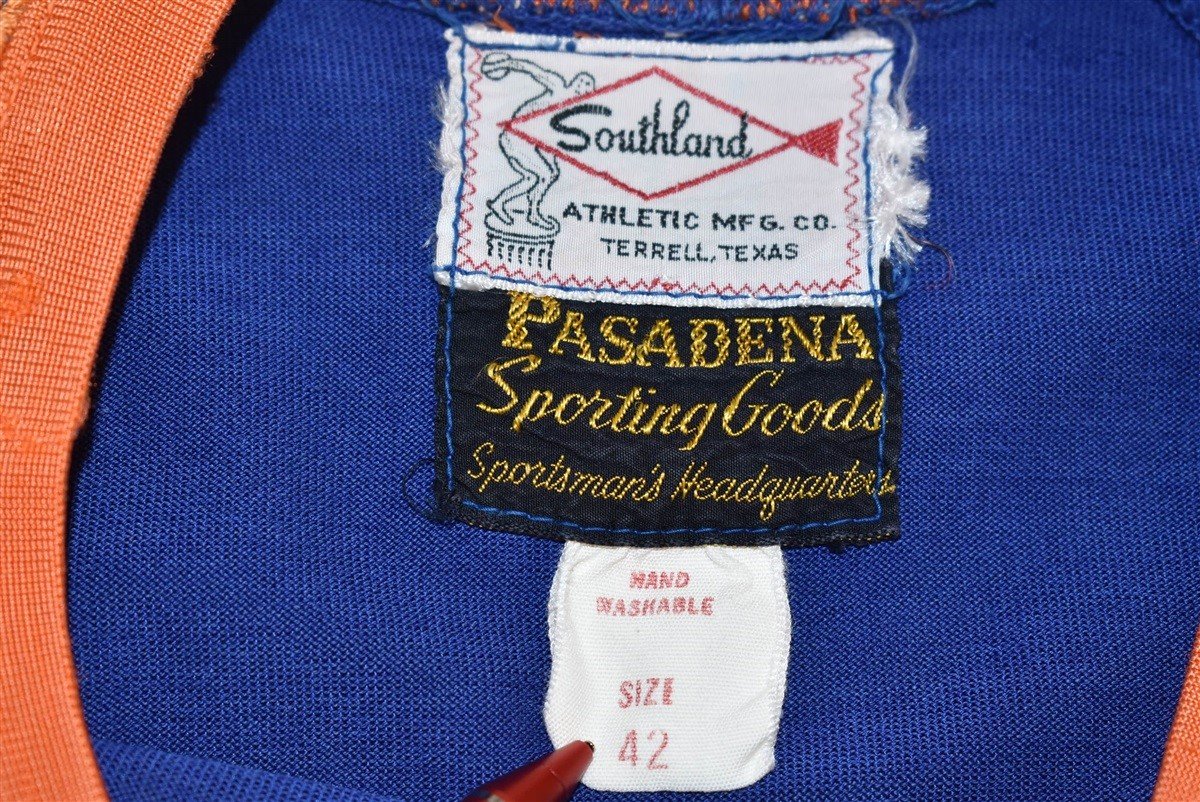 Southland
ATHLETIC MFG. CO.
TERRELL, TEXAS
PASADENA
Sporting Goods
Sportsman's Headquarters
HAND
WASHABLE
SIZE
42